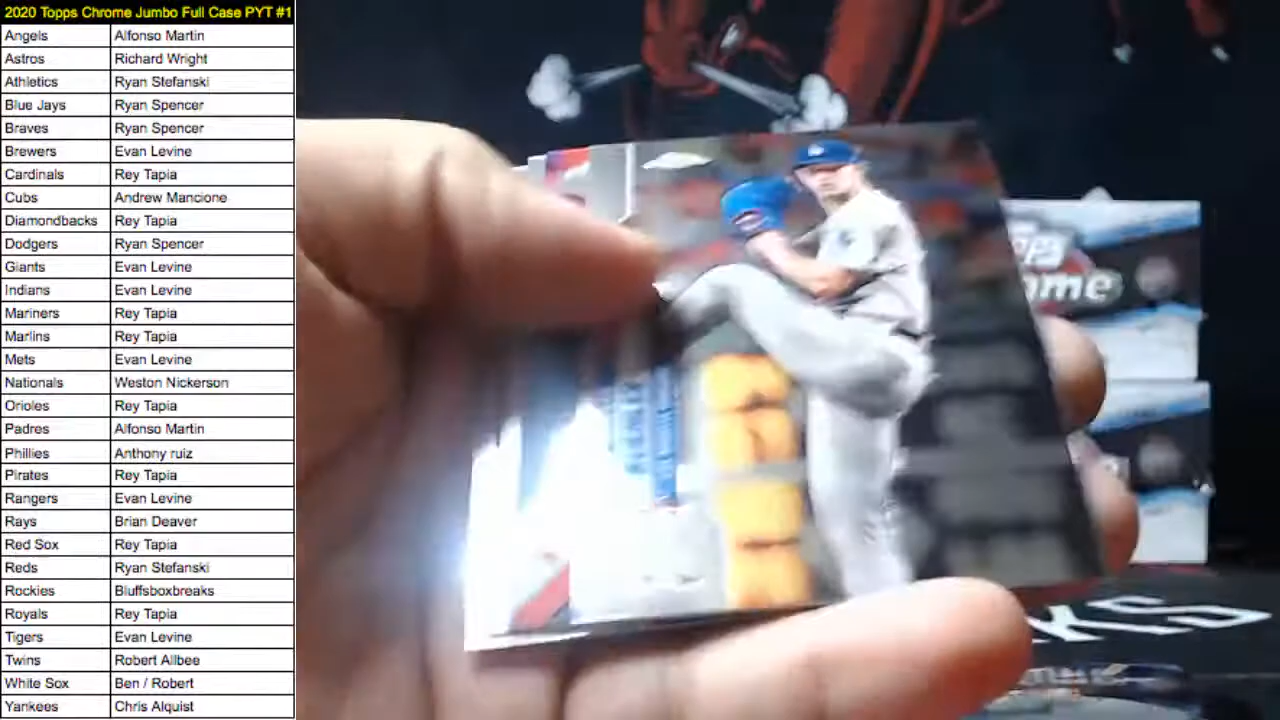 2020 Topps Chrome Jumbo Full Case PYT #1
Angels Alfonso Martin
Astros Richard Wright
Athletics Ryan Stefanski
Blue Jays Ryan Spencer
Braves Ryan Spencer
Brewers Evan Levine
Cardinals Rey Tapia
Cubs Andrew Mancione
Diamondbacks Rey Tapia
Dodgers Ryan Spencer
Giants Evan Levine
Indians Evan Levine
Mariners Rey Tapia
Marlins Rey Tapia
Mets Evan Levine
Nationals Weston Nickerson
Orioles Rey Tapia
Padres Alfonso Martin
Phillies Anthony ruiz
Pirates Rey Tapia
Rangers Evan Levine
Rays Brian Deaver
Red Sox Rey Tapia
Reds Ryan Stefanski
Rockies Bluffsboxbreaks
Royals Rey Tapia
Tigers Evan Levine
Twins Robert Allbee
White Sox Ben / Robert
Yankees Chris Alquist